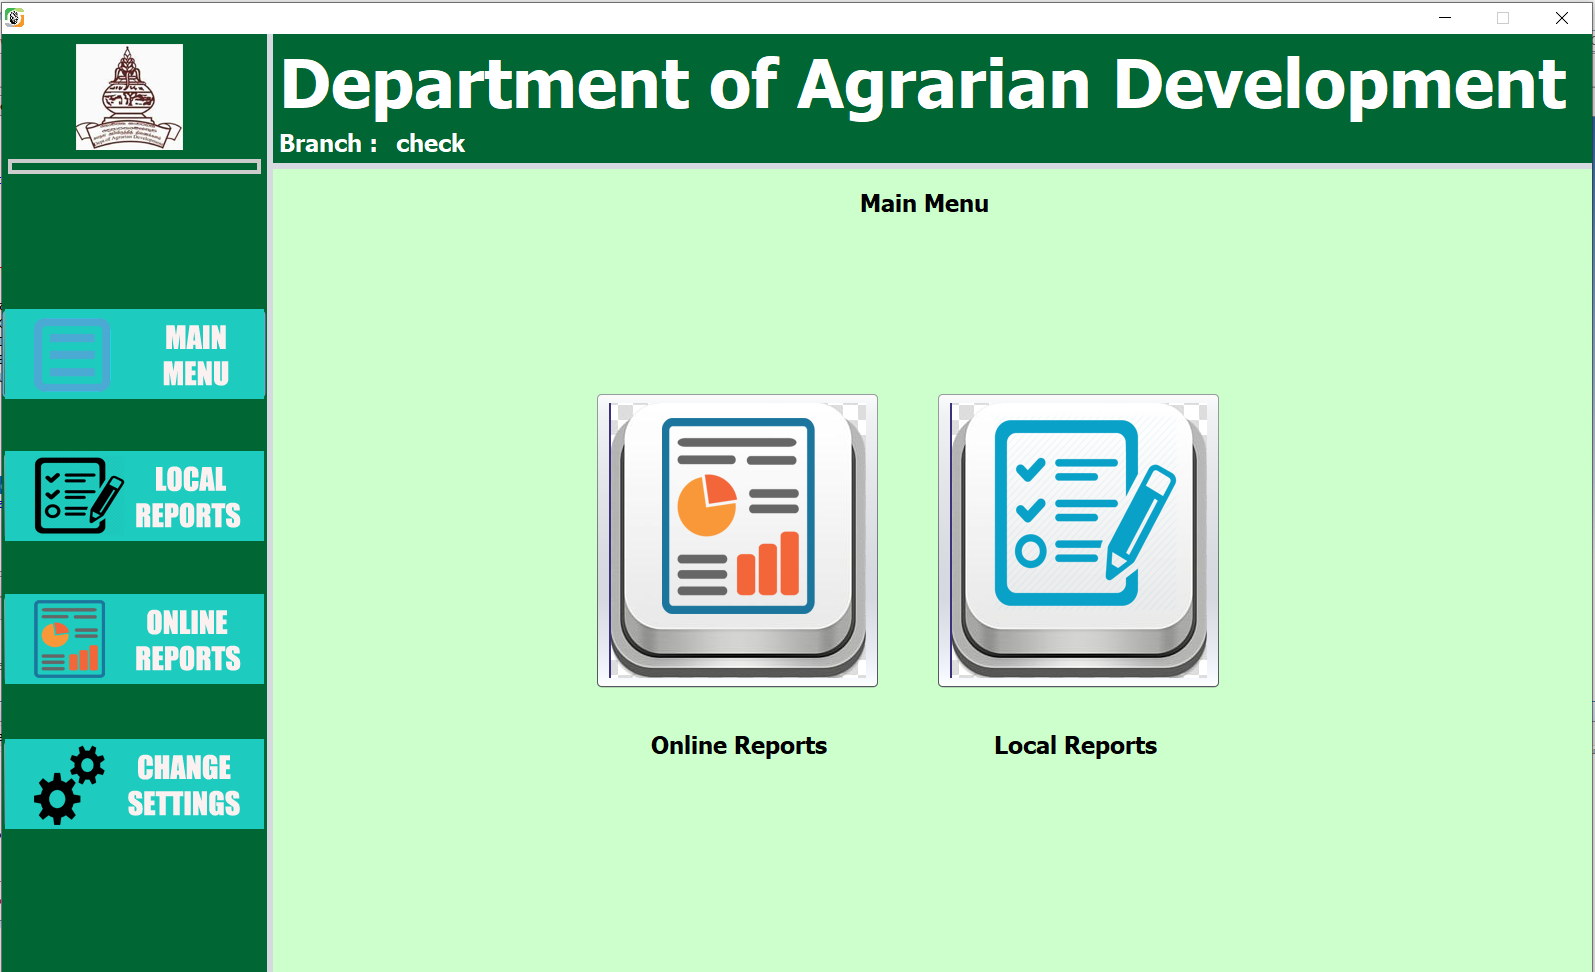 Department of Agrarian Development
Branch : check
Main Menu
MAIN
MENU
LOCAL
REPORTS
ONLINE
REPORTS
CHANGE
SETTINGS
Online Reports
Local Reports